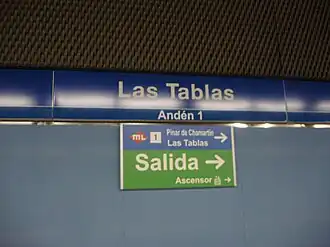 Las Tablas
Andén 1
ML 1 Pinar de Chamartín →
Las Tablas
Salida →
Ascensor →